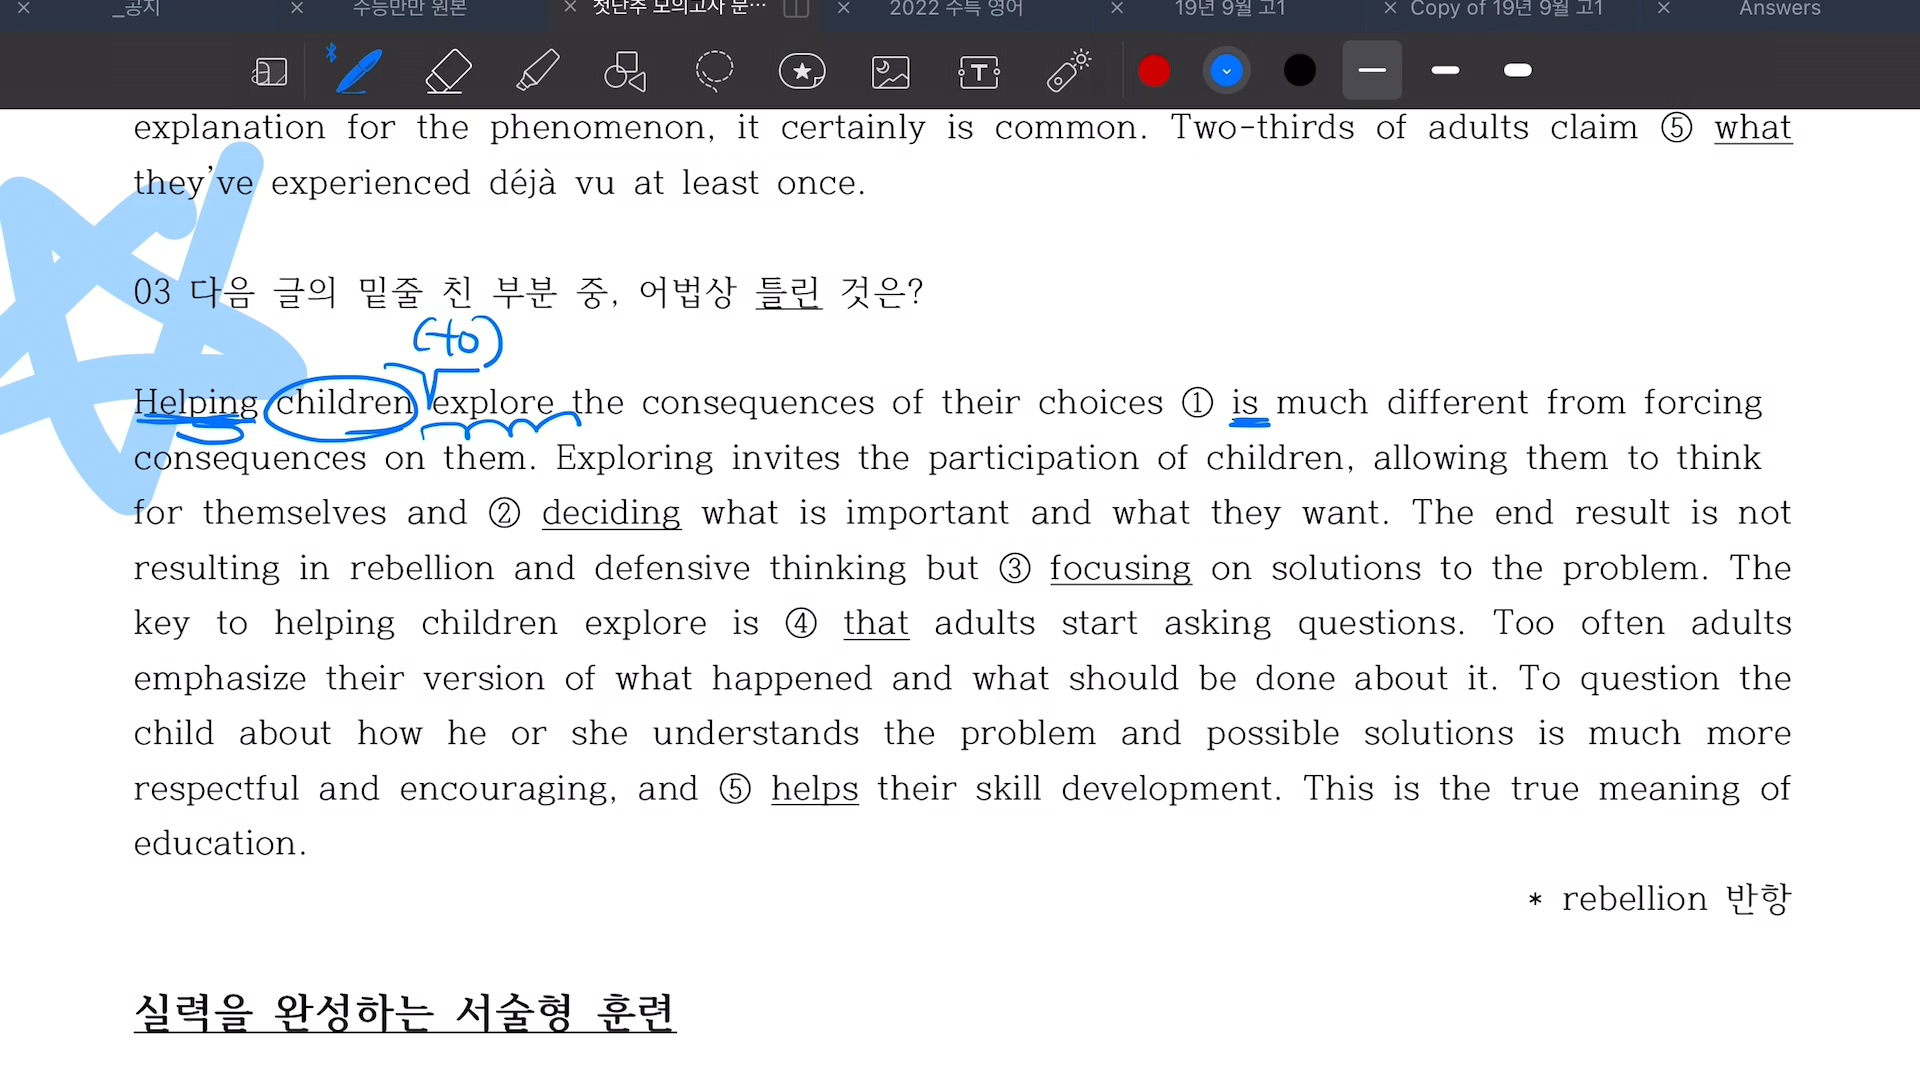 _공지
수능만만 원본
첫단추 모의고사 문…
2022 수특 영어
19년 9월 고1
Copy of 19년 9월 고1
Answers
explanation for the phenomenon, it certainly is common. Two-thirds of adults claim ⑤ what
they've experienced déjà vu at least once.
03 다음 글의 밑줄 친 부분 중, 어법상 틀린 것은?
(to)
Helping children explore the consequences of their choices ① is much different from forcing
consequences on them. Exploring invites the participation of children, allowing them to think
for themselves and ② deciding what is important and what they want. The end result is not
resulting in rebellion and defensive thinking but ③ focusing on solutions to the problem. The
key to helping children explore is ④ that adults start asking questions. Too often adults
emphasize their version of what happened and what should be done about it. To question the
child about how he or she understands the problem and possible solutions is much more
respectful and encouraging, and ⑤ helps their skill development. This is the true meaning of
education.
* rebellion 반항
실력을 완성하는 서술형 훈련